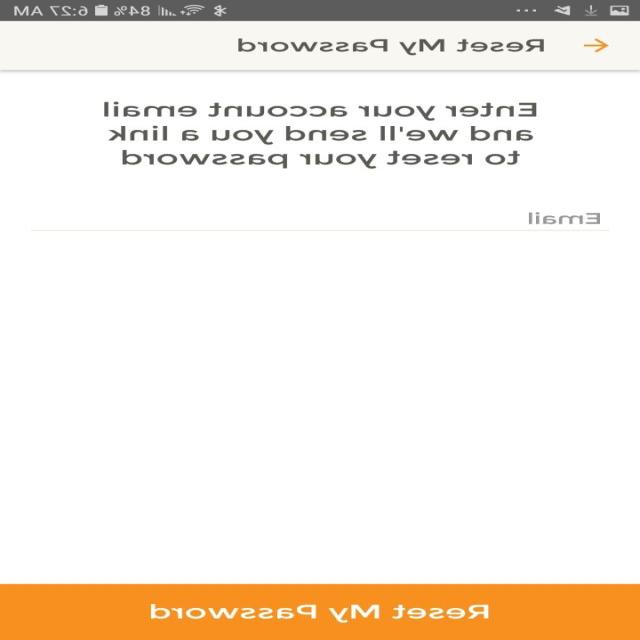 84% 6:27 AM
Reset My Password
Enter your account email
and we'll send you a link
to reset your password
Email
Reset My Password